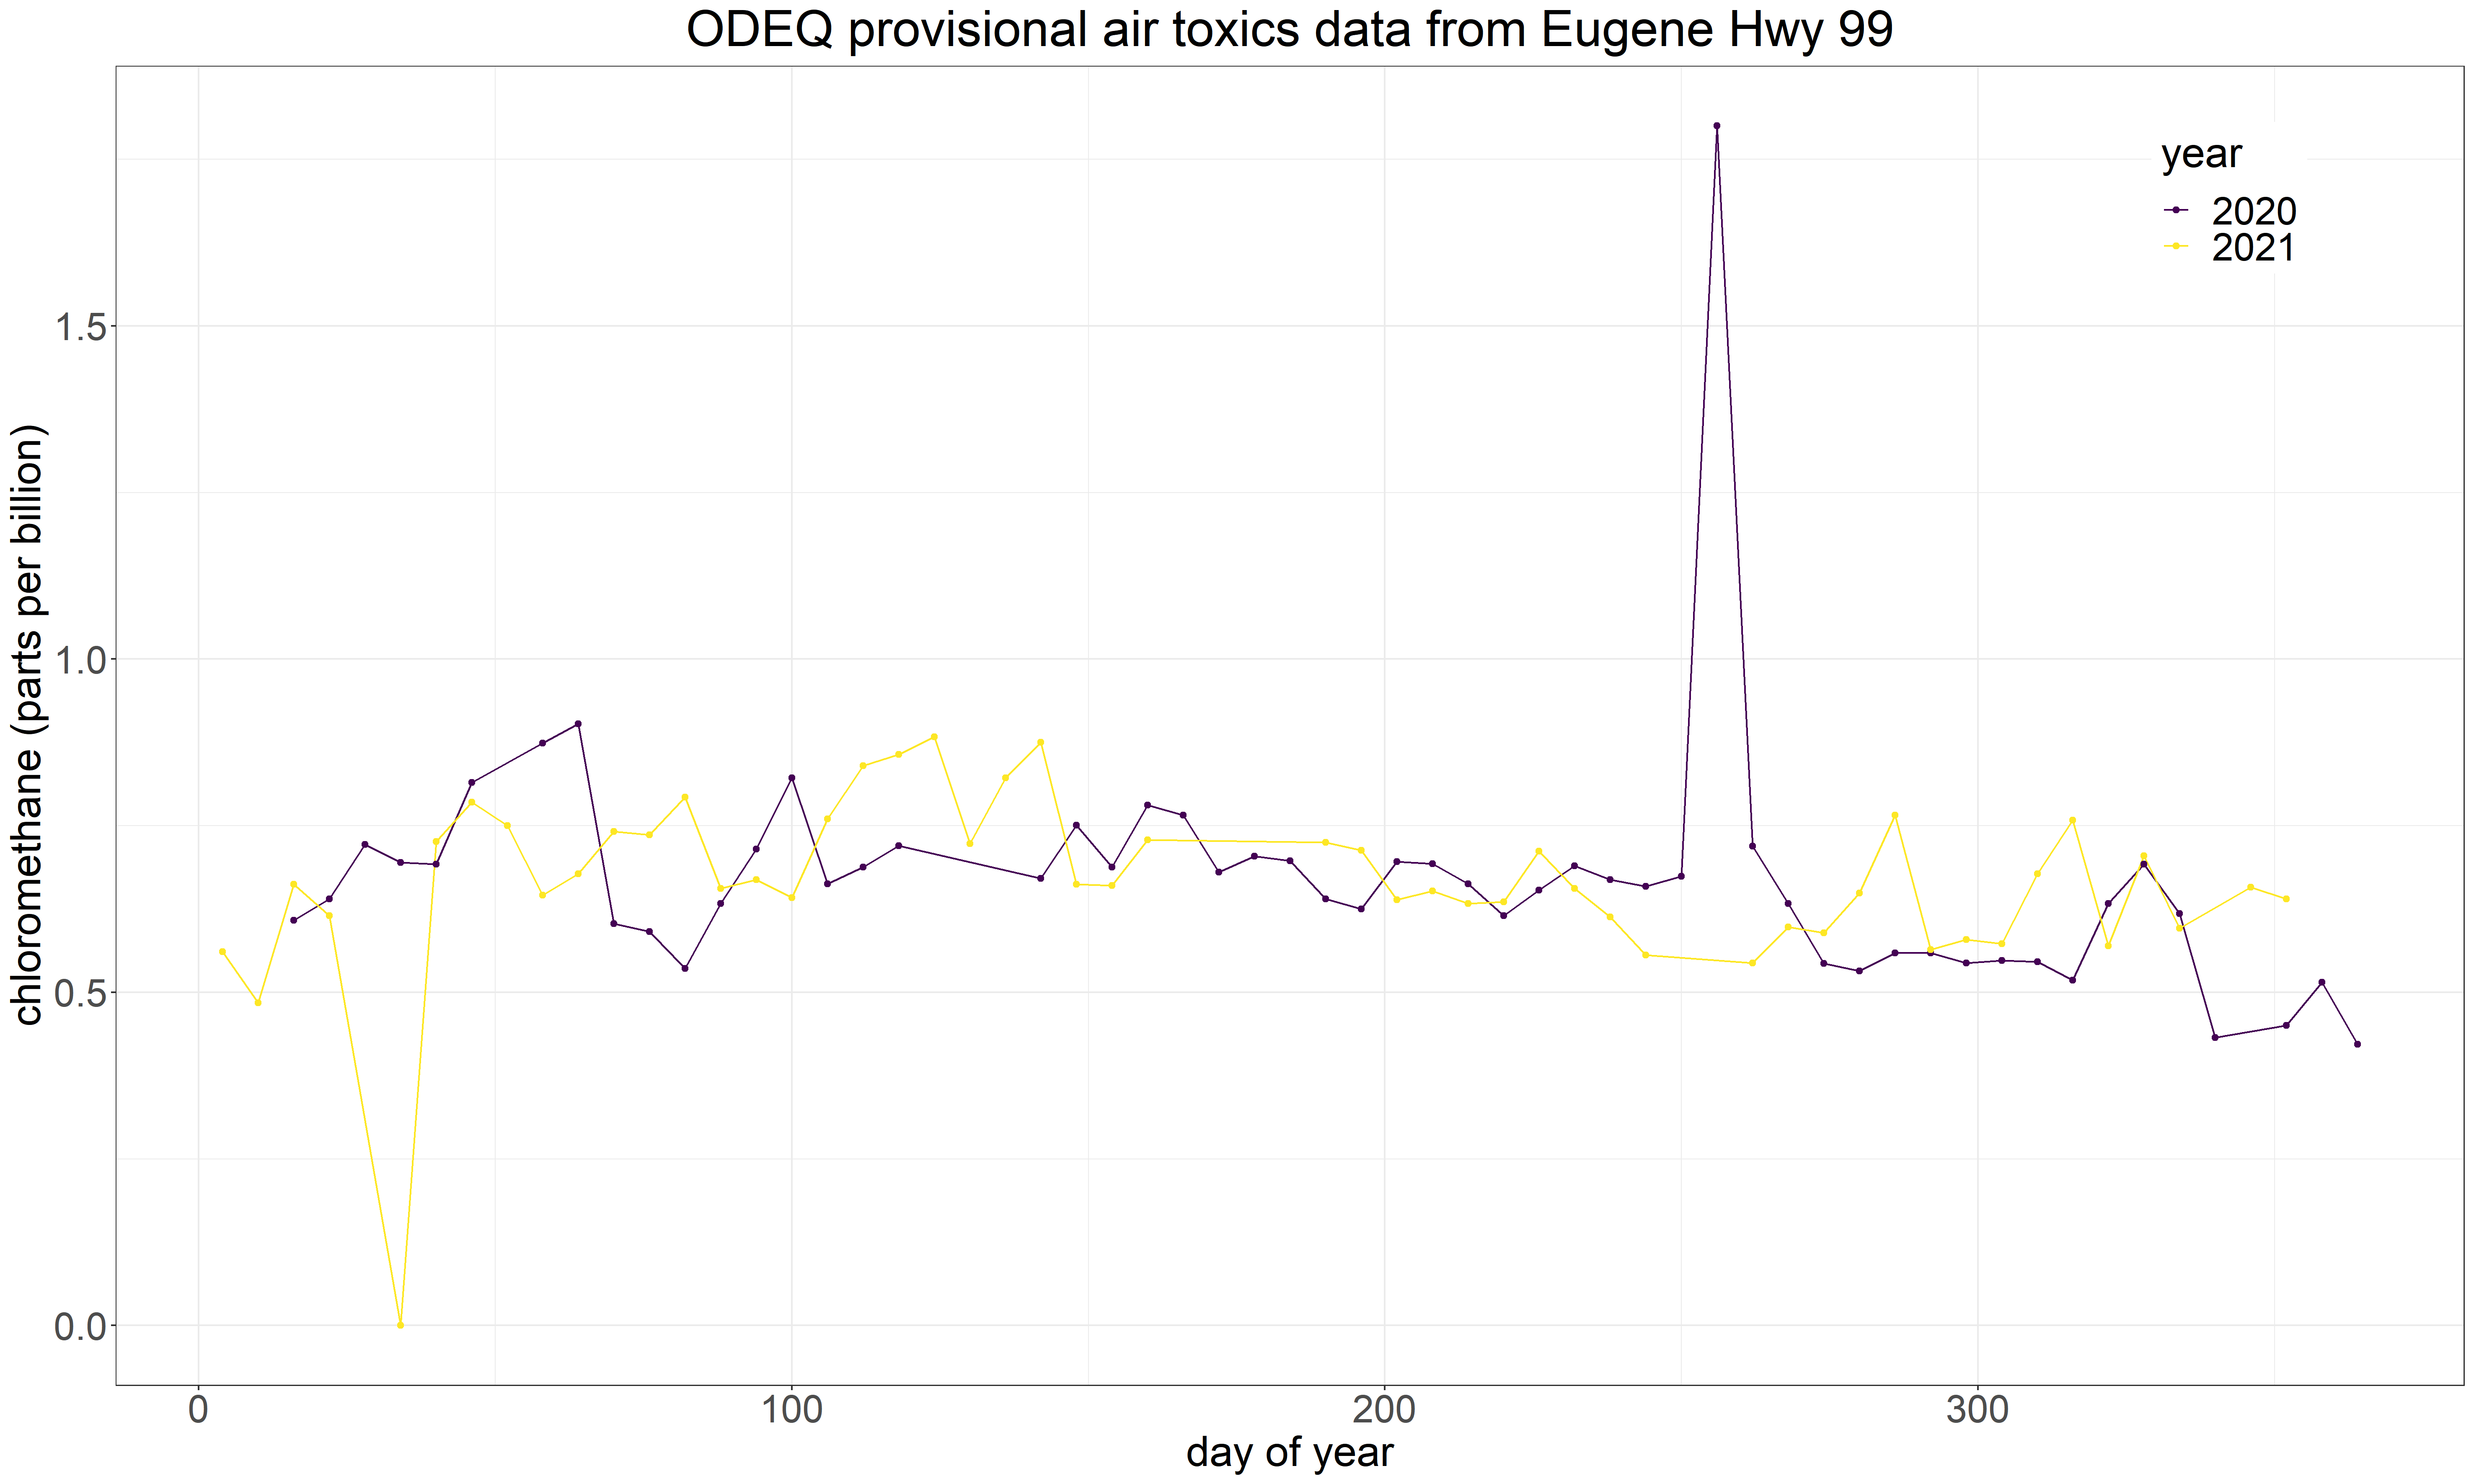 ODEQ provisional air toxics data from Eugene Hwy 99
year
2020
2021
chloromethane (parts per billion)
1.5
1.0
0.5
0.0
0 100 200 300
day of year